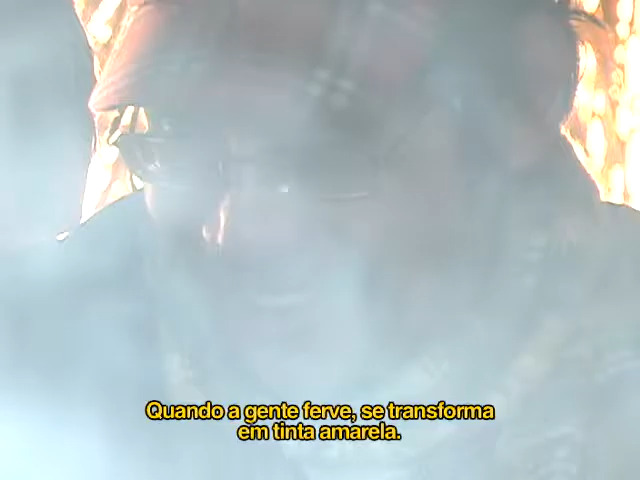 Quando a gente ferve, se transforma
em tinta amarela.